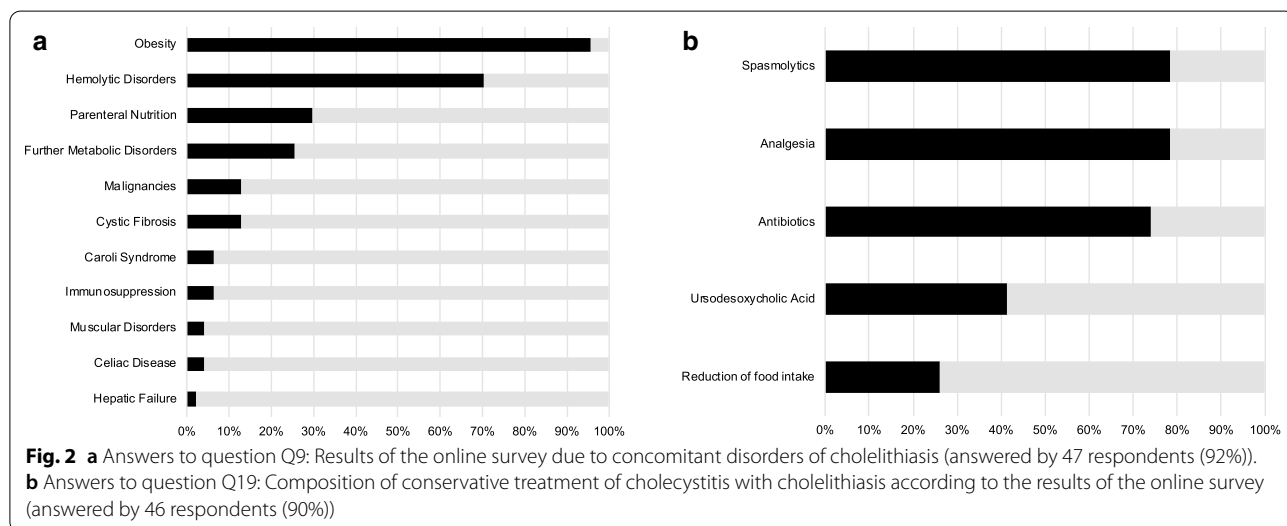 a
Obesity
Hemolytic Disorders
Parenteral Nutrition
Further Metabolic Disorders
Malignancies
Cystic Fibrosis
Caroli Syndrome
Immunosuppression
Muscular Disorders
Celiac Disease
Hepatic Failure
0% 10% 20% 30% 40% 50% 60% 70% 80% 90% 100%
b
Spasmolytics
Analgesia
Antibiotics
Ursodesoxycholic Acid
Reduction of food intake
0% 10% 20% 30% 40% 50% 60% 70% 80% 90% 100%
Fig. 2 a Answers to question Q9: Results of the online survey due to concomitant disorders of cholelithiasis (answered by 47 respondents (92%)).
b Answers to question Q19: Composition of conservative treatment of cholecystitis with cholelithiasis according to the results of the online survey
(answered by 46 respondents (90%))